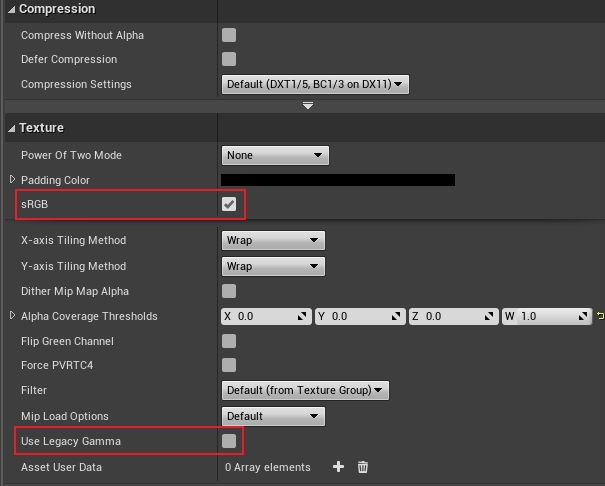 Compression
Compress Without Alpha
Defer Compression
Compression Settings Default (DXT1/5, BC1/3 on DX11)
Texture
Power Of Two Mode None
Padding Color
sRGB
X-axis Tiling Method Wrap
Y-axis Tiling Method Wrap
Dither Mip Map Alpha
Alpha Coverage Thresholds X 0.0 Y 0.0 Z 0.0 W 1.0
Flip Green Channel
Force PVRTC4
Filter Default (from Texture Group)
Mip Load Options Default
Use Legacy Gamma
Asset User Data 0 Array elements